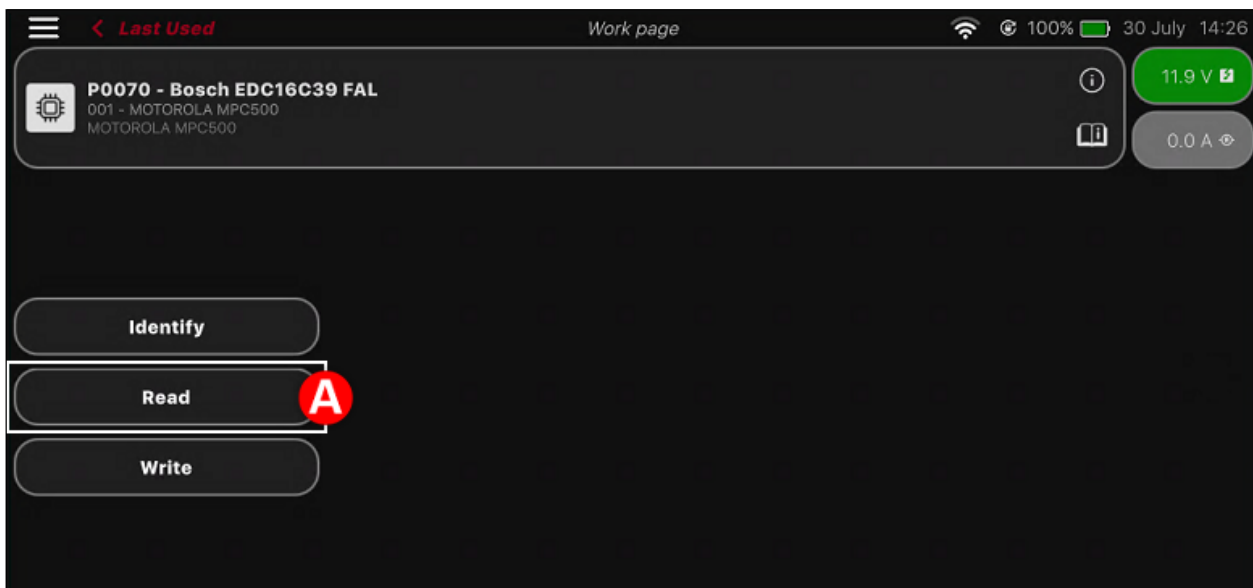 < Last Used Work page 100% 30 July 14:26
P0070 - Bosch EDC16C39 FAL
001 - MOTOROLA MPC500
MOTOROLA MPC500
11.9 V
0.0 A
Identify
Read A
Write